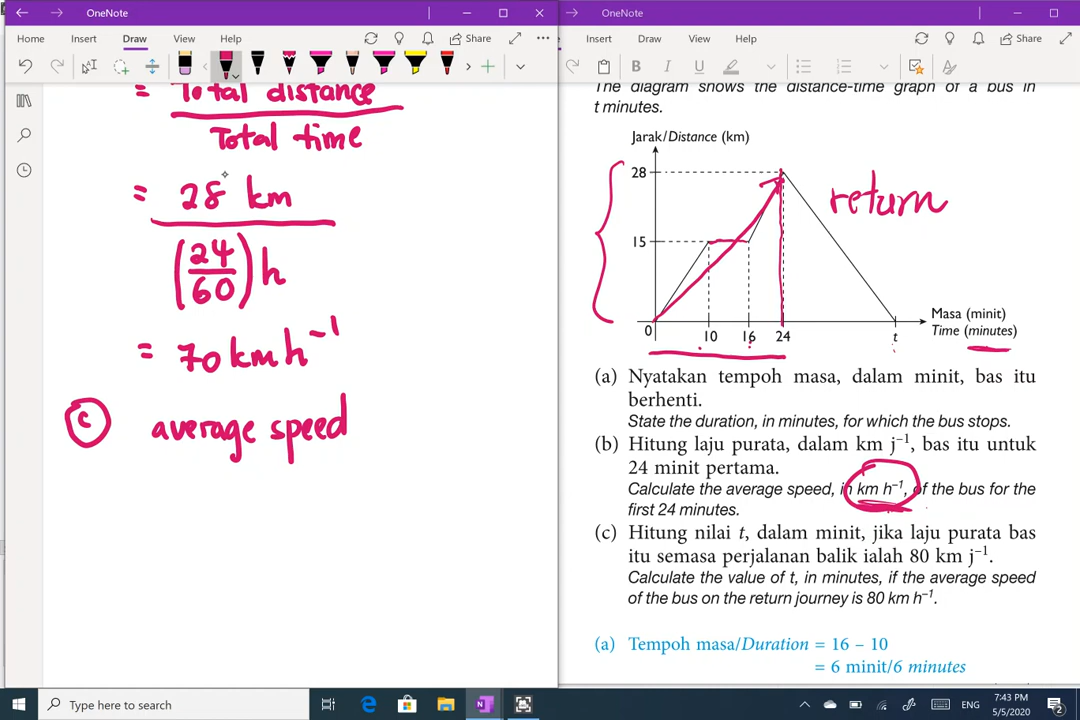 OneNote
Home Insert Draw View Help Share
= Total distance
Total time
= 28 km
(24/60) h
= 70 km h⁻¹
c average speed
OneNote
Insert Draw View Help Share
The diagram shows the distance-time graph of a bus in
t minutes.
Jarak/Distance (km)
28
15
0 10 16 24 t
return
Masa (minit)
Time (minutes)
(a) Nyatakan tempoh masa, dalam minit, bas itu
berhenti.
State the duration, in minutes, for which the bus stops.
(b) Hitung laju purata, dalam km j⁻¹, bas itu untuk
24 minit pertama.
Calculate the average speed, in km h⁻¹, of the bus for the
first 24 minutes.
(c) Hitung nilai t, dalam minit, jika laju purata bas
itu semasa perjalanan balik ialah 80 km j⁻¹.
Calculate the value of t, in minutes, if the average speed
of the bus on the return journey is 80 km h⁻¹.
(a) Tempoh masa/Duration = 16 – 10
= 6 minit/6 minutes
Type here to search
ENG
7:43 PM
5/5/2020
2